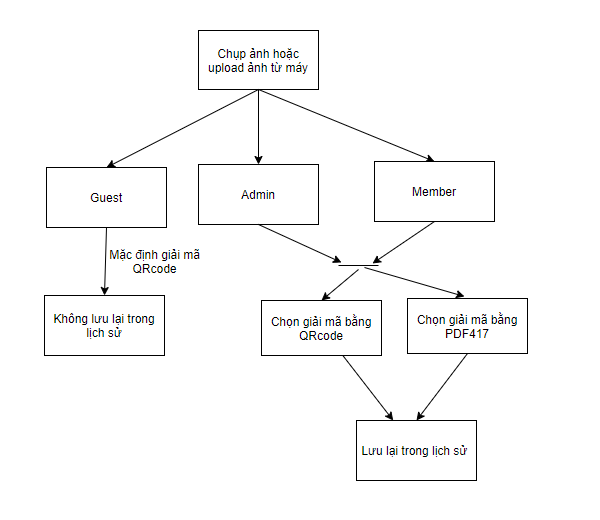 Chụp ảnh hoặc
upload ảnh từ máy
Guest
Admin
Member
Mặc định giải mã
QRcode
Không lưu lại trong
lịch sử
Chọn giải mã bằng
QRcode
Chọn giải mã bằng
PDF417
Lưu lại trong lịch sử